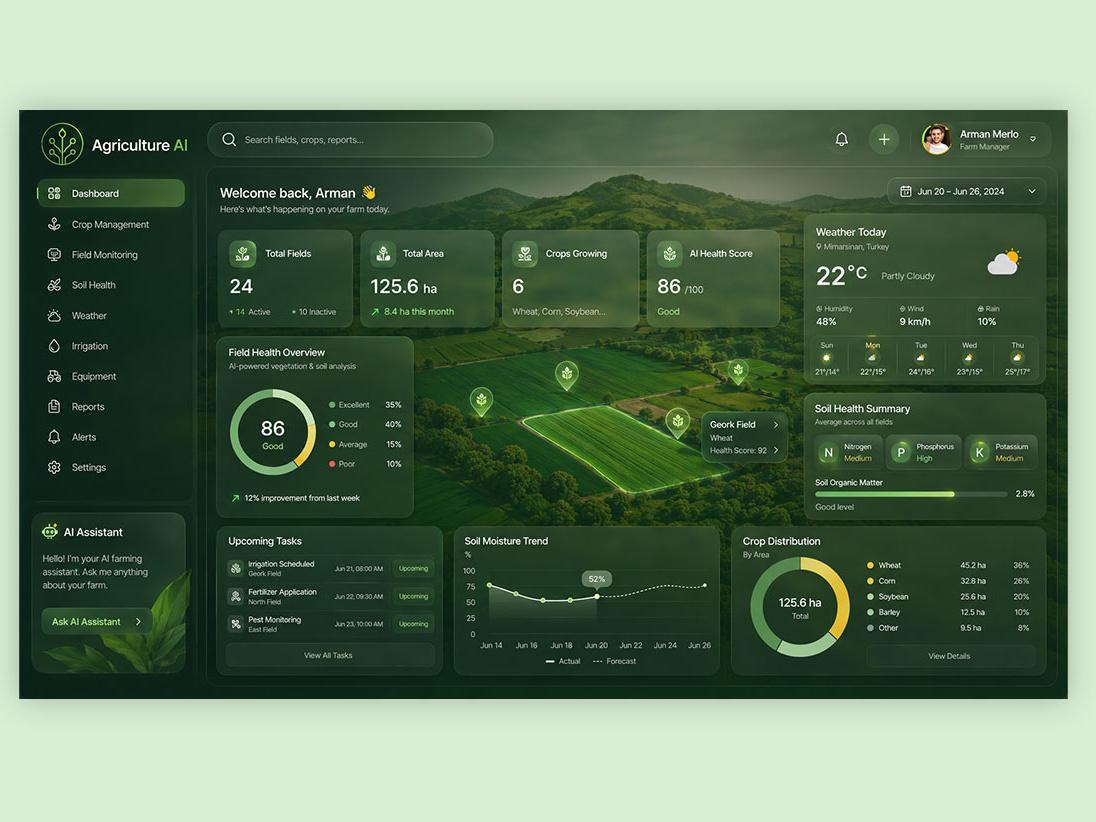 Agriculture AI
Search fields, crops, reports...
Arman Merlo
Farm Manager
Dashboard
Crop Management
Field Monitoring
Soil Health
Weather
Irrigation
Equipment
Reports
Alerts
Settings
AI Assistant
Hello! I'm your AI farming
assistant. Ask me anything
about your farm.
Ask AI Assistant
Welcome back, Arman 👋
Here's what's happening on your farm today.
Jun 20 – Jun 26, 2024
Total Fields
24
14 Active
10 Inactive
Total Area
125.6 ha
8.4 ha this month
Crops Growing
6
Wheat, Corn, Soybean...
AI Health Score
86 /100
Good
Weather Today
Mimarsinan, Turkey
22°C Partly Cloudy
Humidity Wind Rain
48% 9 km/h 10%
Sun Mon Tue Wed Thu
21°/14° 22°/15° 24°/16° 23°/15° 25°/17°
Field Health Overview
AI-powered vegetation & soil analysis
86
Good
Excellent 35%
Good 40%
Average 15%
Poor 10%
12% improvement from last week
Geork Field
Wheat
Health Score: 92
Soil Health Summary
Average across all fields
N Nitrogen Medium
P Phosphorus High
K Potassium Medium
Soil Organic Matter
2.8%
Good level
Upcoming Tasks
Irrigation Scheduled
Geork Field
Jun 21, 08:00 AM Upcoming
Fertilizer Application
North Field
Jun 22, 09:30 AM Upcoming
Pest Monitoring
East Field
Jun 23, 10:00 AM Upcoming
View All Tasks
Soil Moisture Trend
%
100
75
50
25
0
52%
Jun 14 Jun 16 Jun 18 Jun 20 Jun 22 Jun 24 Jun 26
Actual Forecast
Crop Distribution
By Area
125.6 ha
Total
Wheat 45.2 ha 36%
Corn 32.8 ha 26%
Soybean 25.6 ha 20%
Barley 12.5 ha 10%
Other 9.5 ha 8%
View Details